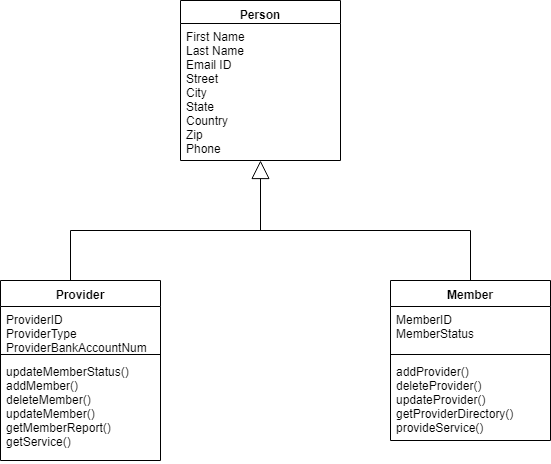 Person
First Name
Last Name
Email ID
Street
City
State
Country
Zip
Phone
Provider
ProviderID
ProviderType
ProviderBankAccountNum
updateMemberStatus()
addMember()
deleteMember()
updateMember()
getMemberReport()
getService()
Member
MemberID
MemberStatus
addProvider()
deleteProvider()
updateProvider()
getProviderDirectory()
provideService()